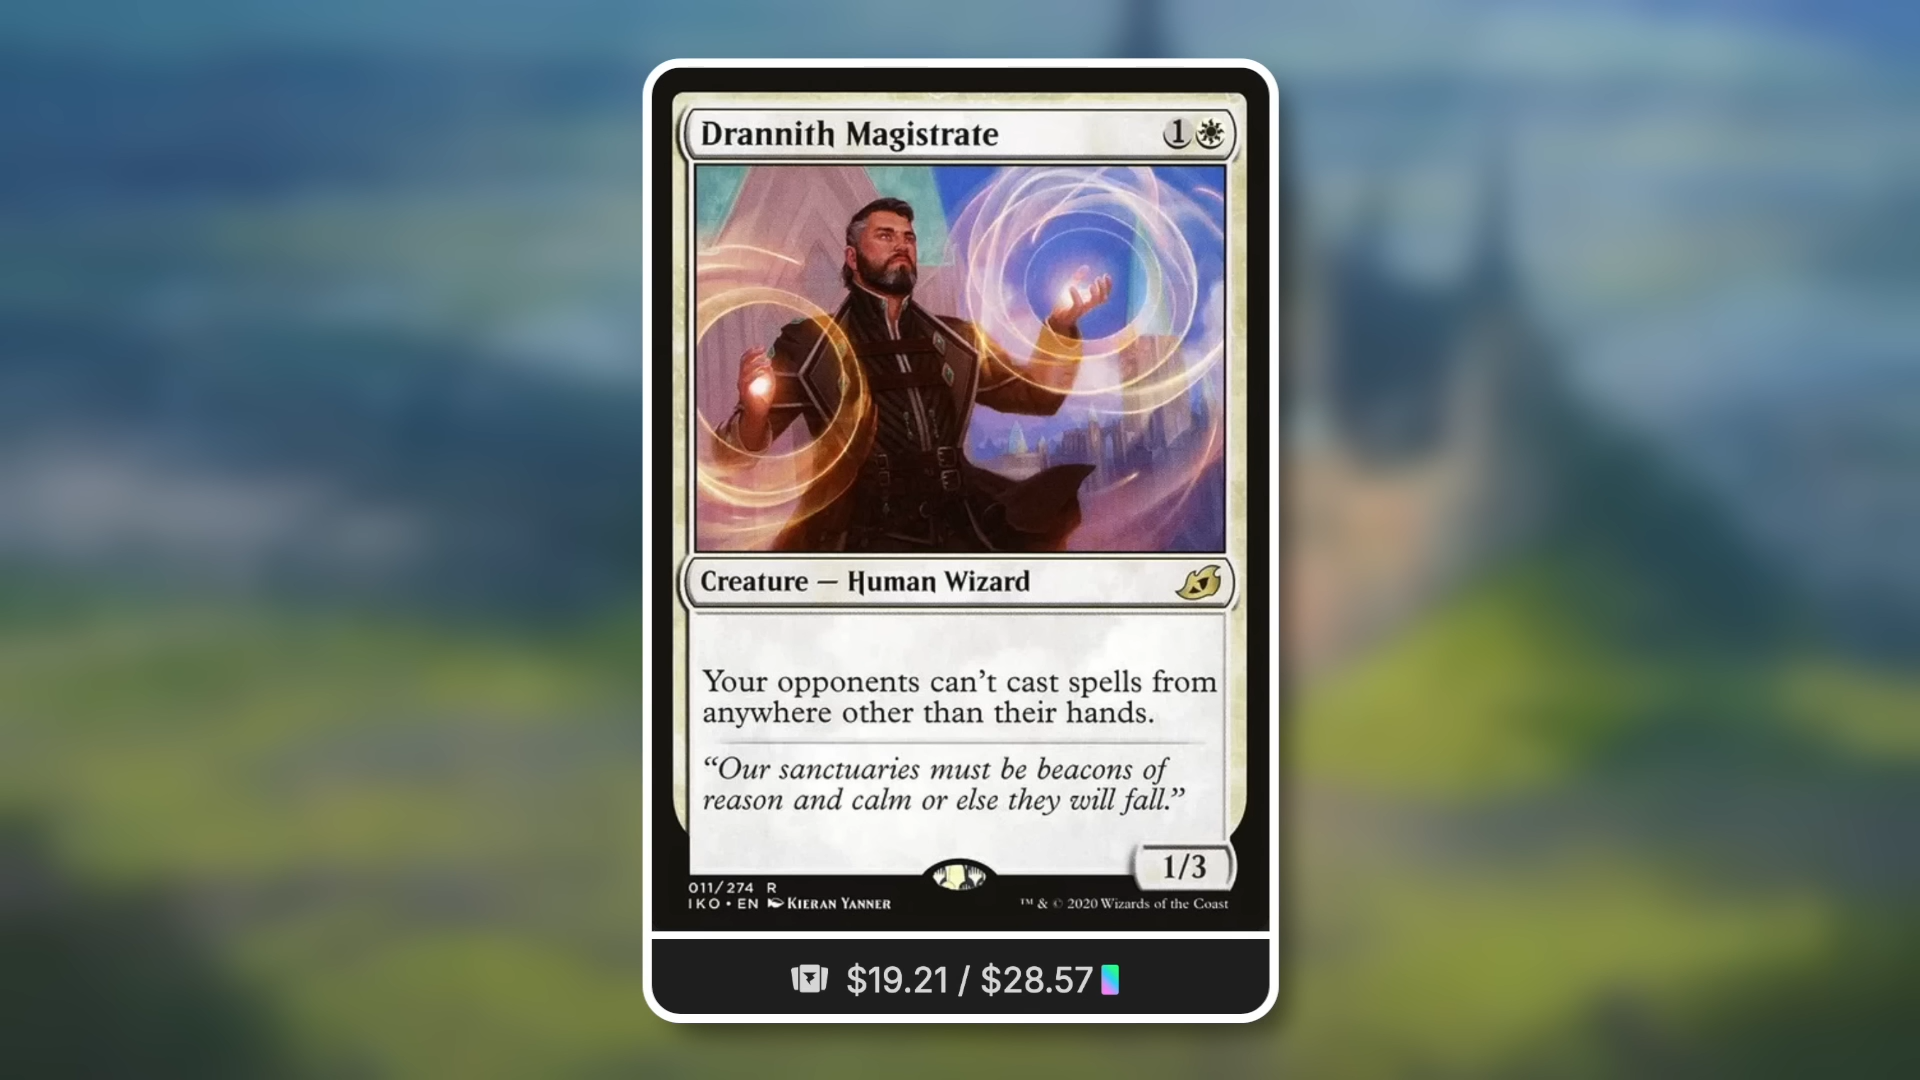 Drannith Magistrate 1
Creature — Human Wizard
Your opponents can't cast spells from
anywhere other than their hands.
“Our sanctuaries must be beacons of
reason and calm or else they will fall.”
1/3
011/274 R
IKO • EN KIERAN YANNER
™ & © 2020 Wizards of the Coast
$19.21 / $28.57